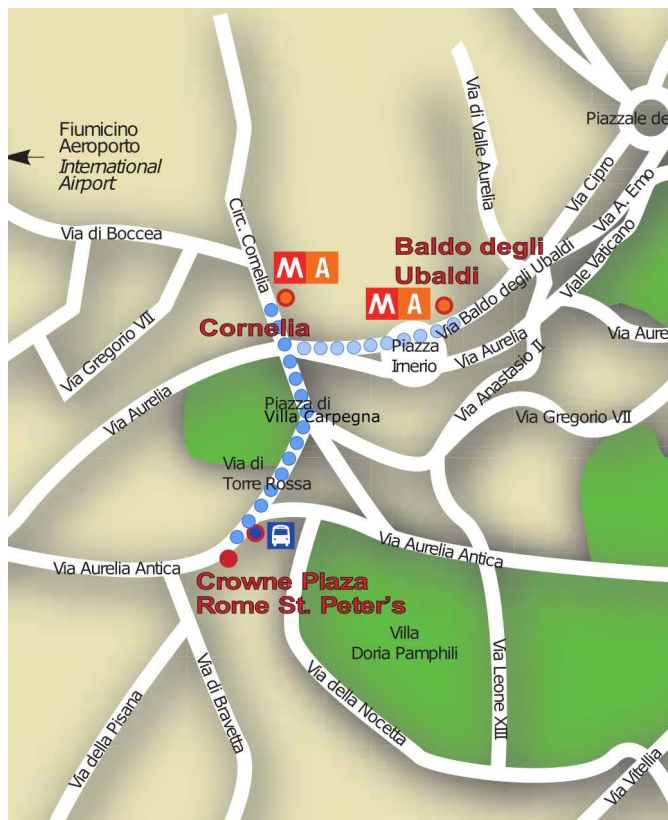 Piazzale de
Via di Valle Aurelia
Fiumicino
Aeroporto
International
Airport
Via Cipro
Via A. Emo
Circ. Cornelia
Via di Boccea
Baldo degli
Ubaldi
Viale Vaticano
M A
M A
Via Baldo degli Ubaldi
Cornelia
Via Aure
Piazza
Irnerio
Via Aurelia
Via Gregorio VII
Via Anastasio II
Via Aurelia
Piazza di
Villa Carpegna
Via Gregorio VII
Via di
Torre Rossa
Via Aurelia Antica
Via Aurelia Antica
Crowne Plaza
Rome St. Peter's
Villa
Doria Pamphili
Via Leone XIII
Via di Bravetta
Via della Pisana
Via della Nocetta
Via Vitellia